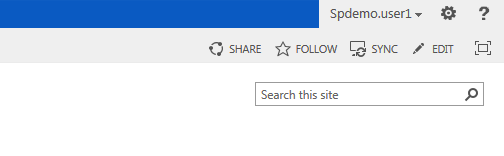 Spdemo.user1 ?
SHARE FOLLOW SYNC EDIT
Search this site